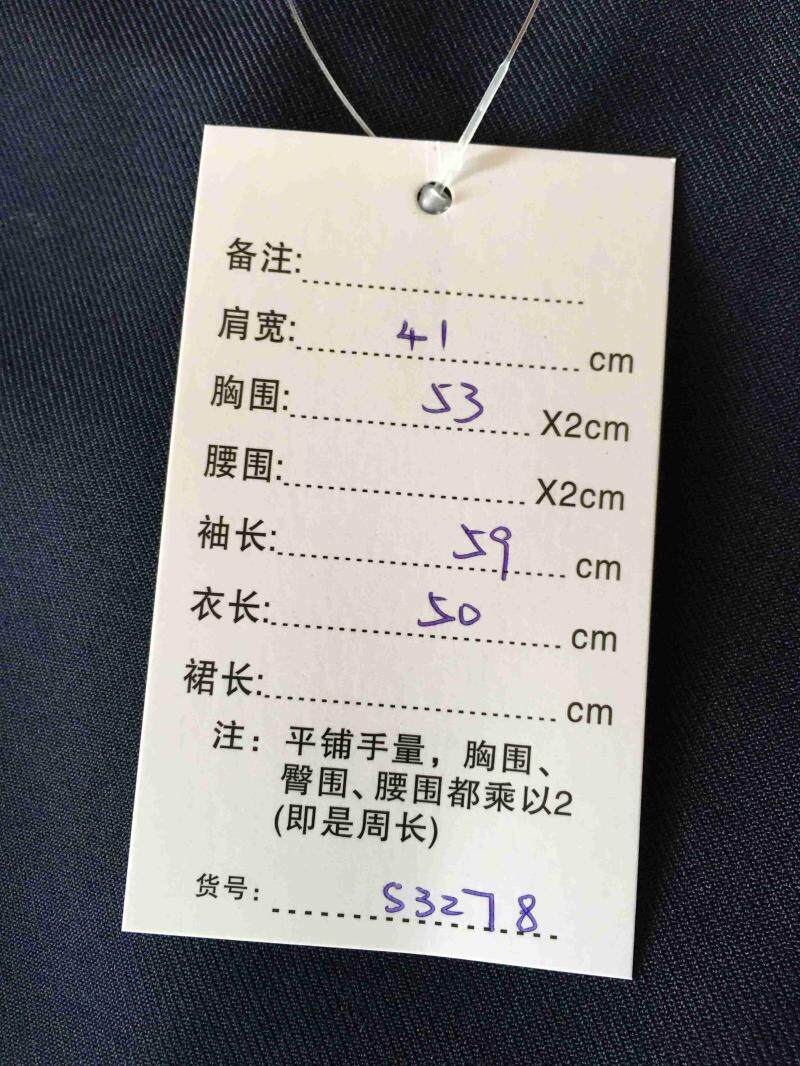 备注:
肩宽: 41 cm
胸围: 53 X2cm
腰围: X2cm
袖长: 59 cm
衣长: 50 cm
裙长: cm
注：平铺手量，胸围、
臀围、腰围都乘以2
(即是周长)
货号: S3278